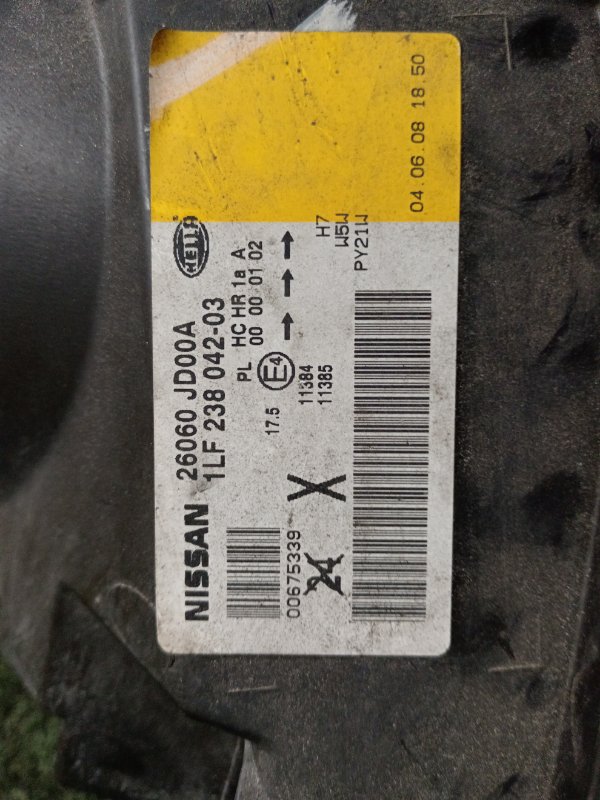 NISSAN
26060 JD00A
1LF 238 042-03
HELLA
PL HC HR 1a A
00 00 01 02
17.5 E4
11384
11385
H7
W5W
PY21W
00675339
24
X
04.06.08 18.50